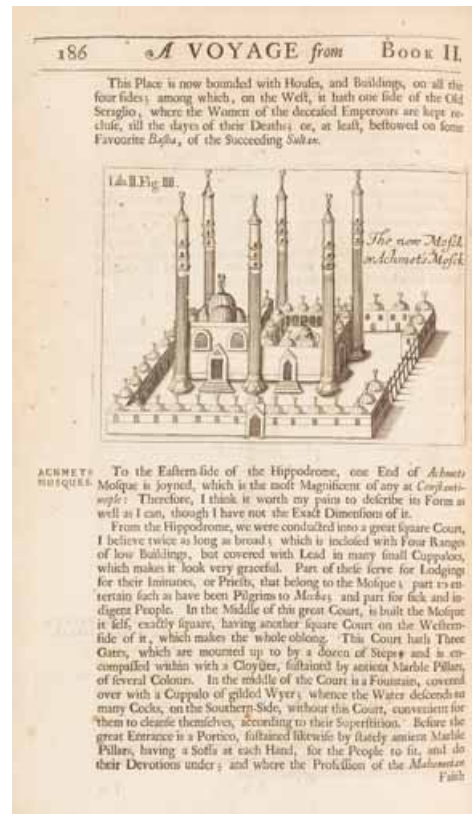 186 A VOYAGE from BOOK II.
This Place is now bounded with Houſes, and Buildings, on all the
four ſides; among which, on the Weſt, it hath one ſide of the Old
Seraglio, where the Women of the deceaſed Emperours are kept re-
cluſe, till the dayes of their Deaths; or, at leaſt, beſtowed on ſome
Favourite Baſha, of the Succeeding Sultan.
Lib.II.Fig.IIII.
The new Moſck
or Achmets Moſck
ACHMETS
MOSQUES.
To the Eaſtern-ſide of the Hippodrome, one End of Achmets
Moſque is joyned, which is the moſt Magnificent of any at Conſtanti-
nople: Therefore, I think it worth my pains to deſcribe its Form as
well as I can, though I have not the Exact Dimenſions of it.
From the Hippodrome, we were conducted into a great ſquare Court,
I believe twice as long as broad; which is incloſed with Four Ranges
of low Buildings, but covered with Lead in many ſmall Cuppaloes,
which makes it look very graceful. Part of theſe ſerve for Lodgings
for their Immanes, or Prieſts, that belong to the Moſque; part to en-
tertain ſuch as have been Pilgrims to Mecha; and part for ſick and in-
digent People. In the Middle of this great Court, is built the Moſque
it ſelf, exactly ſquare, having another ſquare Court on the Weſtern-
ſide of it, which makes the whole oblong. This Court hath Three
Gates, which are mounted up to by a dozen of Steps; and is en-
compaſſed within with a Cloyſter, ſuſtained by antient Marble Pillars,
of ſeveral Colours. In the middle of the Court is a Fountain, covered
over with a Cuppalo of gilded Wyer; whence the Water deſcends to
many Cocks, on the Southern-Side, without this Court, convenient for
them to cleanſe themſelves, according to their Superſtition. Before the
great Entrance is a Portico, ſuſtained likewiſe by ſtately antient Marble
Pillars, having a Soffa at each Hand, for the People to ſit, and do
their Devotions under; and where the Profeſſion of the Mahometan
Faith